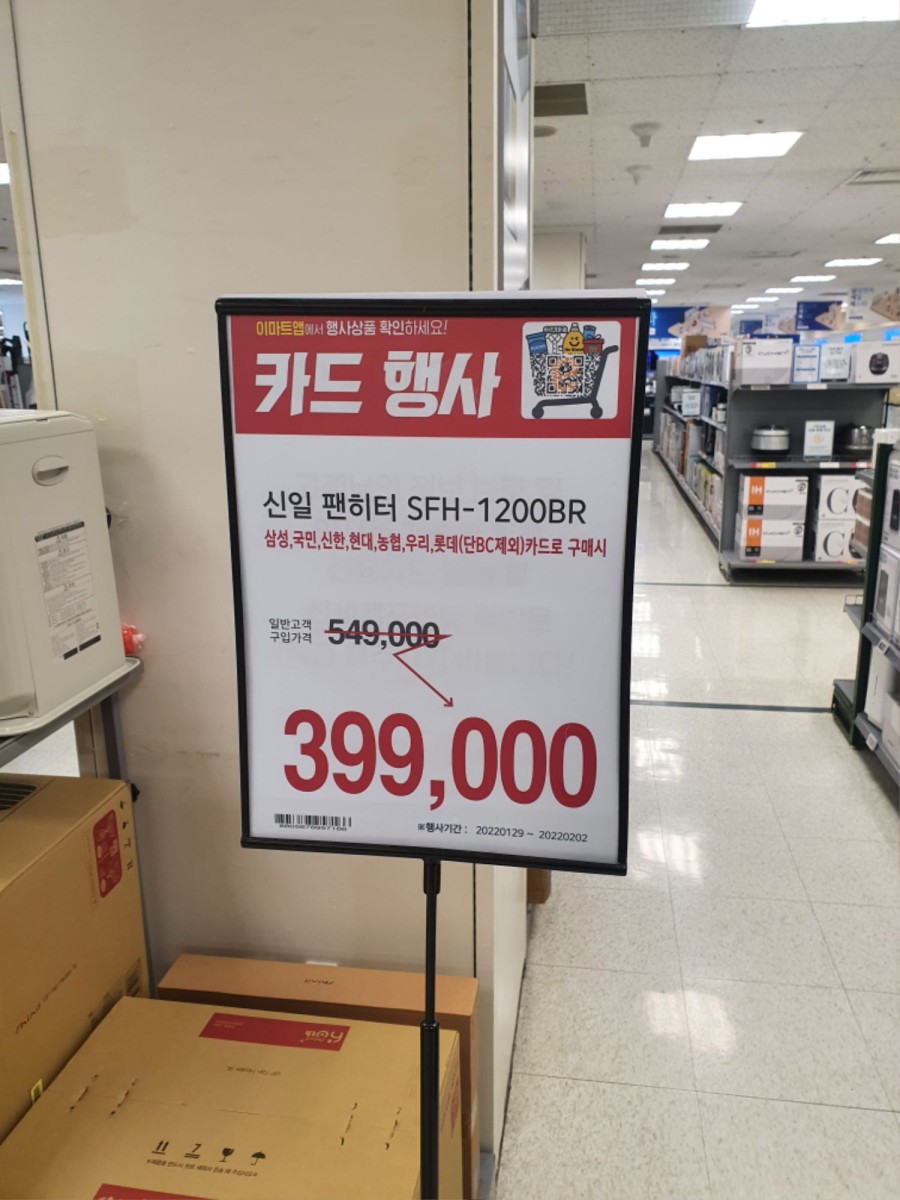 이마트앱에서 행사상품 확인하세요!
카드 행사
신일 팬히터 SFH-1200BR
삼성,국민,신한,현대,농협,우리,롯데(단BC제외)카드로 구매시
일반고객
구입가격
549,000
399,000
※행사기간 : 20220129 ~ 20220202
CUCHEN
IH
IH